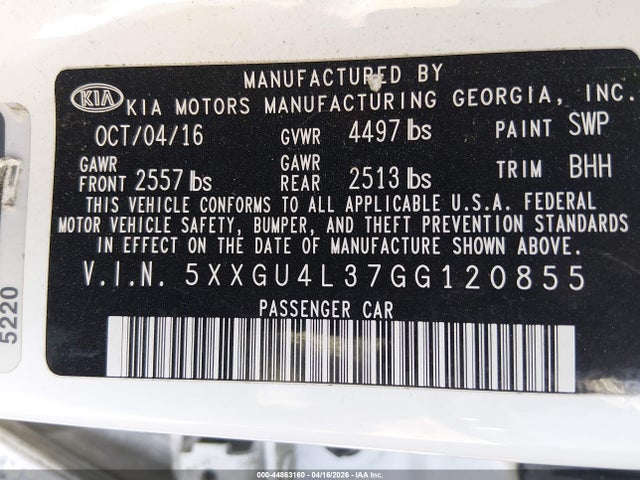 MANUFACTURED BY
KIA KIA MOTORS MANUFACTURING GEORGIA, INC.
OCT/04/16 GVWR 4497 lbs PAINT SWP
GAWR FRONT 2557 lbs GAWR REAR 2513 lbs TRIM BHH
THIS VEHICLE CONFORMS TO ALL APPLICABLE U.S.A. FEDERAL
MOTOR VEHICLE SAFETY, BUMPER, AND THEFT PREVENTION STANDARDS
IN EFFECT ON THE DATE OF MANUFACTURE SHOWN ABOVE.
V.I.N. 5XXGU4L37GG120855
PASSENGER CAR
5220
000-44863160 - 04/16/2026 - IAA Inc.